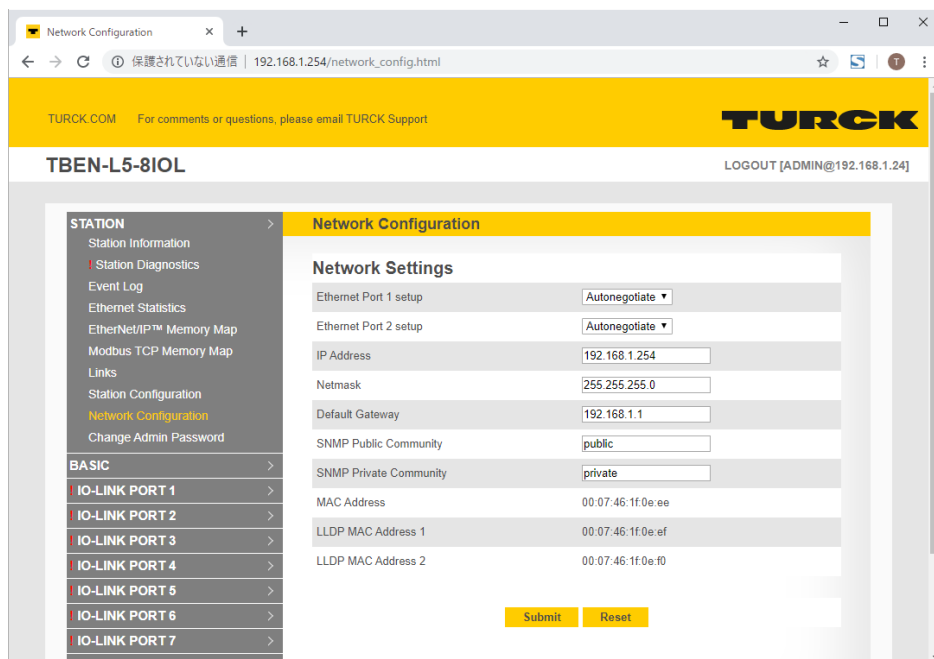 Network Configuration
保護されていない通信 | 192.168.1.254/network_config.html
T
TURCK.COM For comments or questions, please email TURCK Support
TURCK
TBEN-L5-8IOL
LOGOUT [ADMIN@192.168.1.24]
STATION
Station Information
! Station Diagnostics
Event Log
Ethernet Statistics
EtherNet/IP™ Memory Map
Modbus TCP Memory Map
Links
Station Configuration
Network Configuration
Change Admin Password
BASIC
! IO-LINK PORT 1
! IO-LINK PORT 2
! IO-LINK PORT 3
! IO-LINK PORT 4
! IO-LINK PORT 5
! IO-LINK PORT 6
! IO-LINK PORT 7
Network Configuration
Network Settings
Ethernet Port 1 setup Autonegotiate
Ethernet Port 2 setup Autonegotiate
IP Address 192.168.1.254
Netmask 255.255.255.0
Default Gateway 192.168.1.1
SNMP Public Community public
SNMP Private Community private
MAC Address 00:07:46:1f:0e:ee
LLDP MAC Address 1 00:07:46:1f:0e:ef
LLDP MAC Address 2 00:07:46:1f:0e:f0
Submit Reset